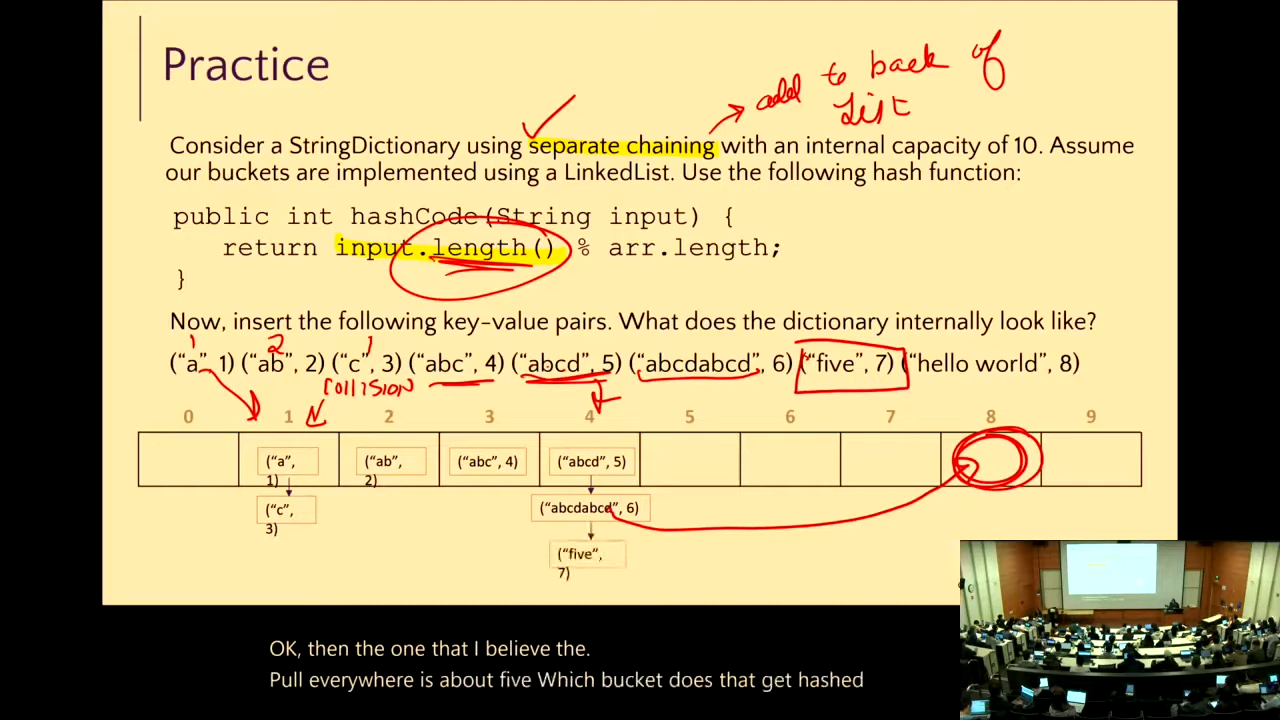 Practice
add to back of
List
Consider a StringDictionary using separate chaining with an internal capacity of 10. Assume
our buckets are implemented using a LinkedList. Use the following hash function:
public int hashCode(String input) {
return input.length() % arr.length;
}
Now, insert the following key-value pairs. What does the dictionary internally look like?
1 2 1
(“a”, 1) (“ab”, 2) (“c”, 3) (“abc”, 4) (“abcd”, 5) (“abcdabcd”, 6) (“five”, 7) (“hello world”, 8)
Collision
0 1 2 3 4 5 6 7 8 9
(“a”, (“ab”, (“abc”, 4) (“abcd”, 5)
1) 2)
(“c”, (“abcdabcd”, 6)
3)
(“five”,
7)
OK, then the one that I believe the.
Pull everywhere is about five Which bucket does that get hashed